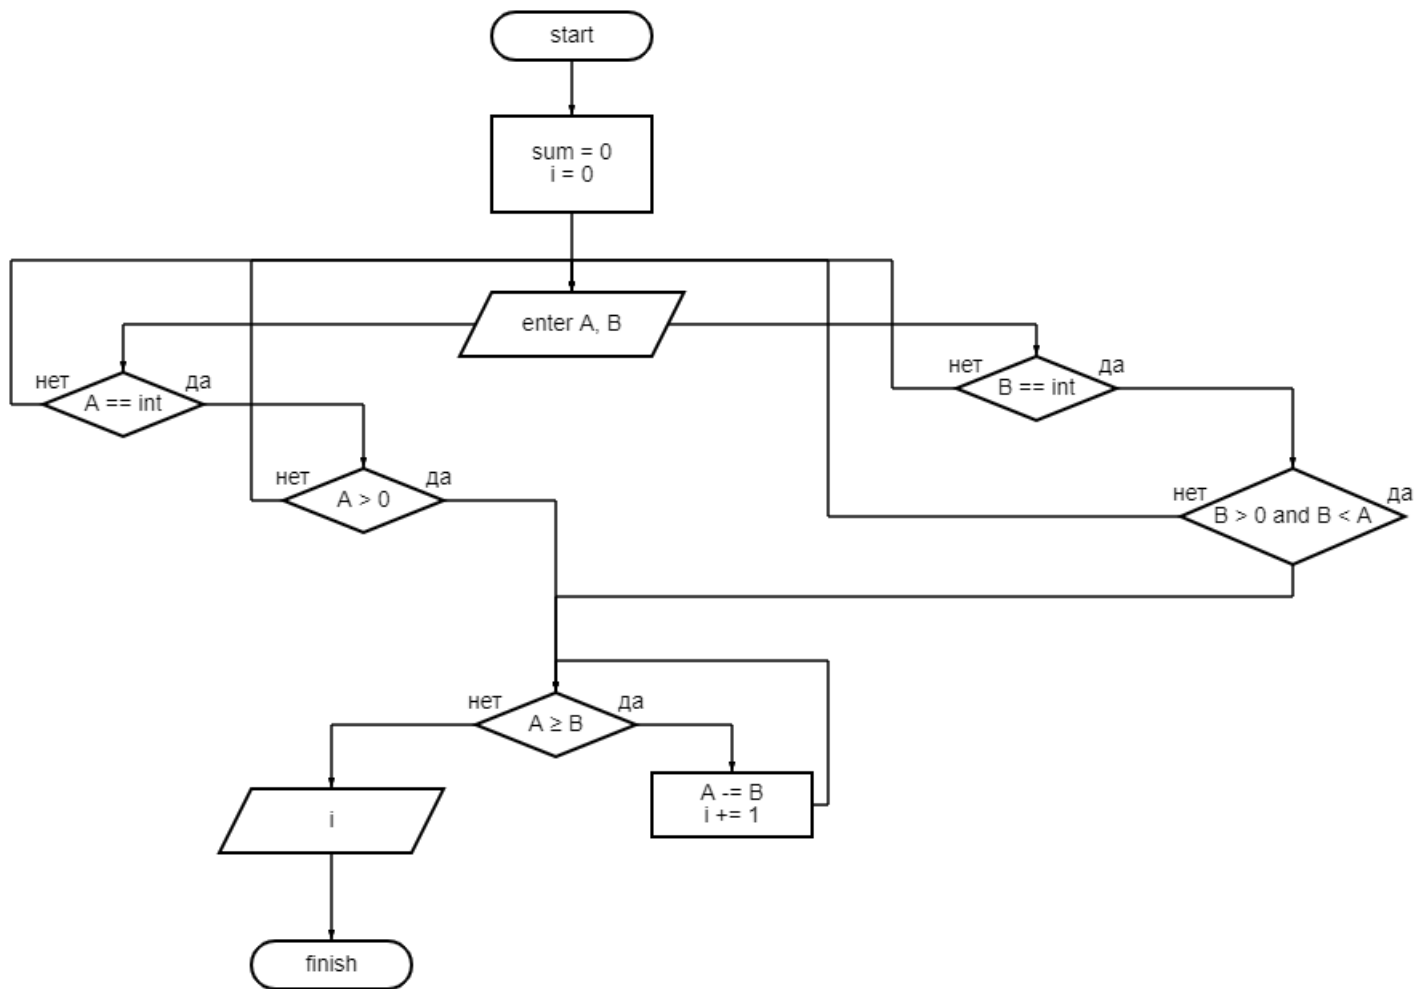 start
sum = 0
i = 0
enter A, B
нет
да
A == int
нет
да
B == int
нет
да
A > 0
нет
да
B > 0 and B < A
нет
да
A ≥ B
A -= B
i += 1
i
finish